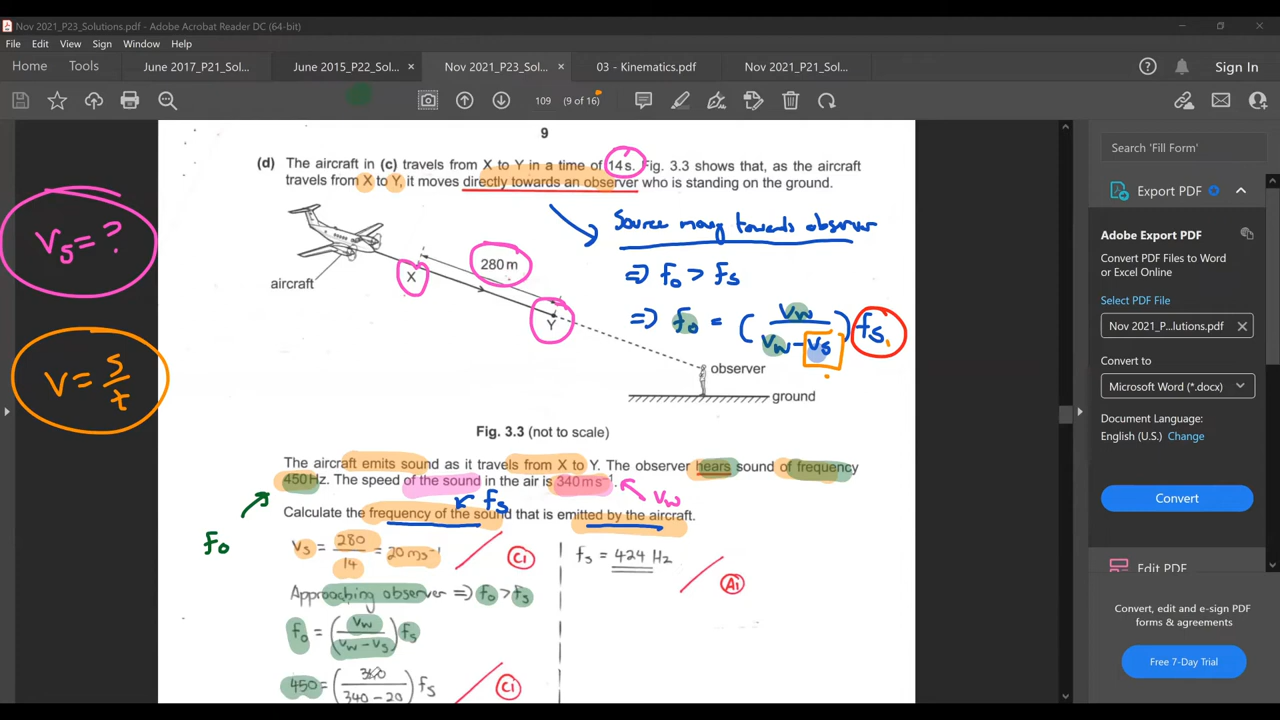 Nov 2021_P23_Solutions.pdf - Adobe Acrobat Reader DC (64-bit)
File Edit View Sign Window Help
Home Tools June 2017_P21_Sol... June 2015_P22_Sol... × Nov 2021_P23_Sol... × 03 - Kinematics.pdf Nov 2021_P21_Sol... Sign In
109 (9 of 16)
9
(d) The aircraft in (c) travels from X to Y in a time of 14 s. Fig. 3.3 shows that, as the aircraft
travels from X to Y, it moves directly towards an observer who is standing on the ground.
Source moving towards observer
⇒ fo > fs
⇒ fo = (Vw / Vw - Vs) fs
Vs = ?
V = s/t
280 m
X
Y
aircraft
observer
ground
Fig. 3.3 (not to scale)
The aircraft emits sound as it travels from X to Y. The observer hears sound of frequency
450 Hz. The speed of the sound in the air is 340 m s⁻¹.
Vw
fs
Calculate the frequency of the sound that is emitted by the aircraft.
fo
Vs = 280/14 = 20 ms⁻¹ C1
Approaching observer ⇒ fo > fs
fo = (Vw / Vw - Vs) fs
450 = (340 / 340 - 20) fs C1
fs = 424 Hz
A1
Search 'Fill Form'
Export PDF
Adobe Export PDF
Convert PDF Files to Word
or Excel Online
Select PDF File
Nov 2021_P...lutions.pdf ×
Convert to
Microsoft Word (*.docx)
Document Language:
English (U.S.) Change
Convert
Edit PDF
Convert, edit and e-sign PDF
forms & agreements
Free 7-Day Trial